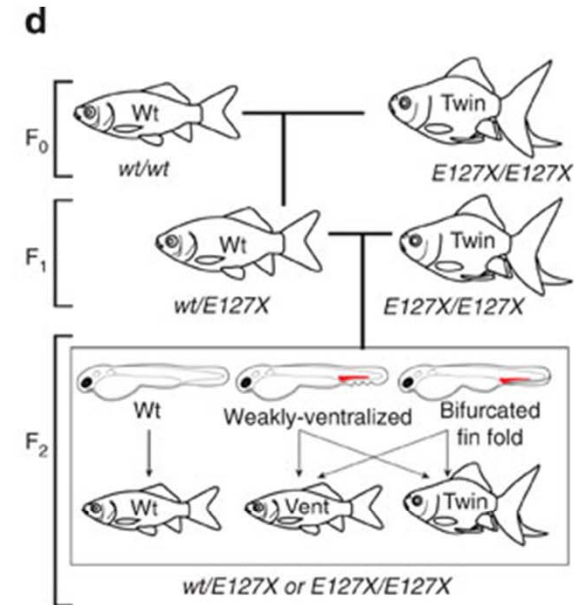 d
F0
Wt
Twin
wt/wt
E127X/E127X
F1
Wt
Twin
wt/E127X
E127X/E127X
F2
Wt
Weakly-ventralized
Bifurcated
fin fold
Wt
Vent
Twin
wt/E127X or E127X/E127X